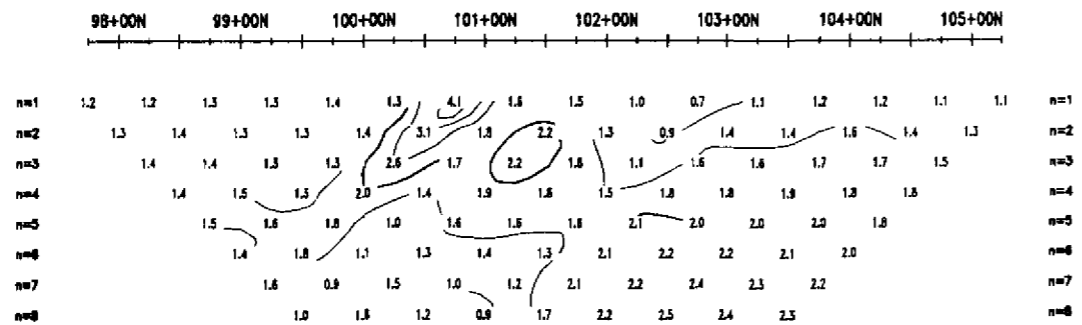 98+00N 99+00N 100+00N 101+00N 102+00N 103+00N 104+00N 105+00N
n=1 1.2 1.2 1.3 1.3 1.4 1.3 4.1 1.6 1.5 1.0 0.7 1.1 1.2 1.2 1.1 1.1 n=1
n=2 1.3 1.4 1.3 1.3 1.4 3.1 1.8 2.2 1.3 0.9 1.4 1.4 1.6 1.4 1.3 n=2
n=3 1.4 1.4 1.3 1.3 2.6 1.7 2.2 1.8 1.1 1.6 1.6 1.7 1.7 1.5 n=3
n=4 1.4 1.5 1.3 2.0 1.4 1.9 1.8 1.5 1.8 1.8 1.9 1.8 1.8 n=4
n=5 1.5 1.6 1.8 1.0 1.6 1.6 1.8 2.1 2.0 2.0 2.0 1.8 n=5
n=6 1.4 1.8 1.1 1.3 1.4 1.3 2.1 2.2 2.2 2.1 2.0 n=6
n=7 1.6 0.9 1.5 1.0 1.2 2.1 2.2 2.4 2.3 2.2 n=7
n=8 1.0 1.6 1.2 0.9 1.7 2.2 2.5 2.4 2.3 n=8